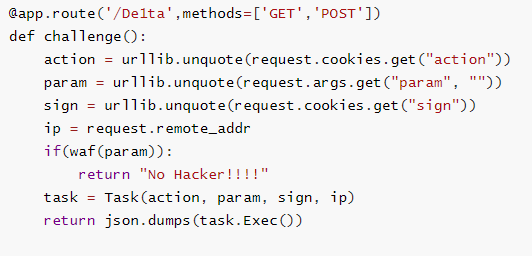 @app.route('/De1ta',methods=['GET','POST'])
def challenge():
    action = urllib.unquote(request.cookies.get("action"))
    param = urllib.unquote(request.args.get("param", ""))
    sign = urllib.unquote(request.cookies.get("sign"))
    ip = request.remote_addr
    if(waf(param)):
        return "No Hacker!!!!"
    task = Task(action, param, sign, ip)
    return json.dumps(task.Exec())